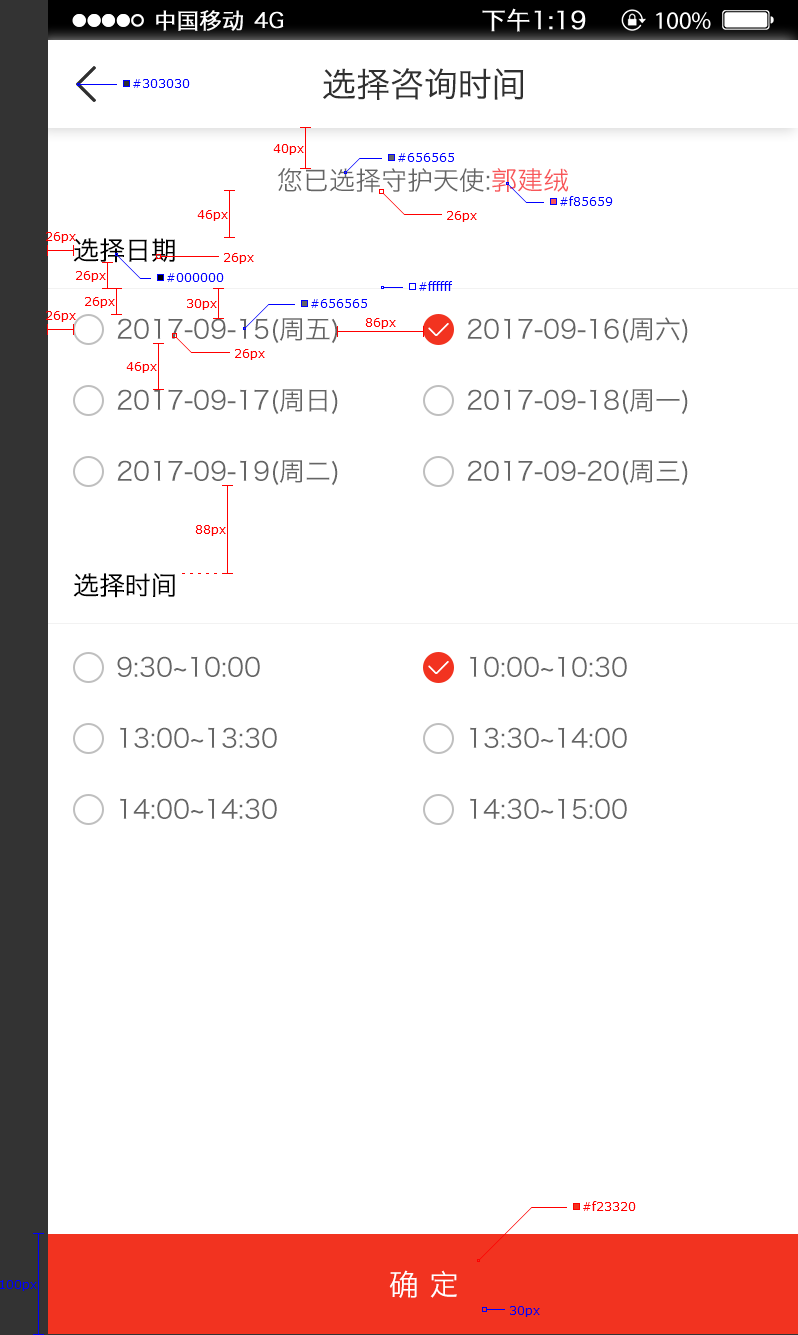 中国移动 4G 下午1:19 100%
#303030 选择咨询时间
40px #656565
您已选择守护天使:郭建绒
#f85659
46px 26px
26px 选择日期 26px
26px #000000
#ffffff
26px 30px #656565
26px 2017-09-15(周五) 86px 2017-09-16(周六)
26px
46px
2017-09-17(周日) 2017-09-18(周一)
2017-09-19(周二) 2017-09-20(周三)
88px
选择时间
9:30~10:00 10:00~10:30
13:00~13:30 13:30~14:00
14:00~14:30 14:30~15:00
#f23320
100px 确 定
30px